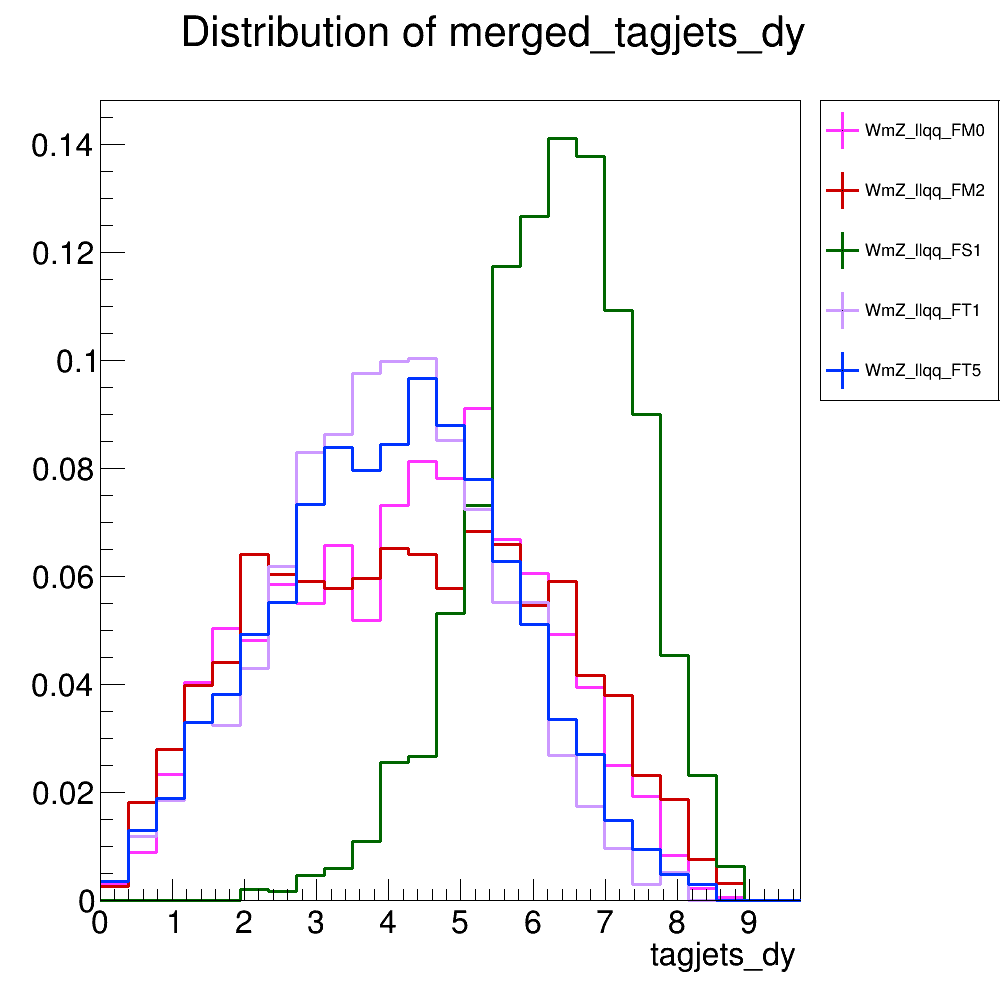 Distribution of merged_tagjets_dy
0.14
0.12
0.1
0.08
0.06
0.04
0.02
0
0 1 2 3 4 5 6 7 8 9
tagjets_dy
WmZ_llqq_FM0
WmZ_llqq_FM2
WmZ_llqq_FS1
WmZ_llqq_FT1
WmZ_llqq_FT5